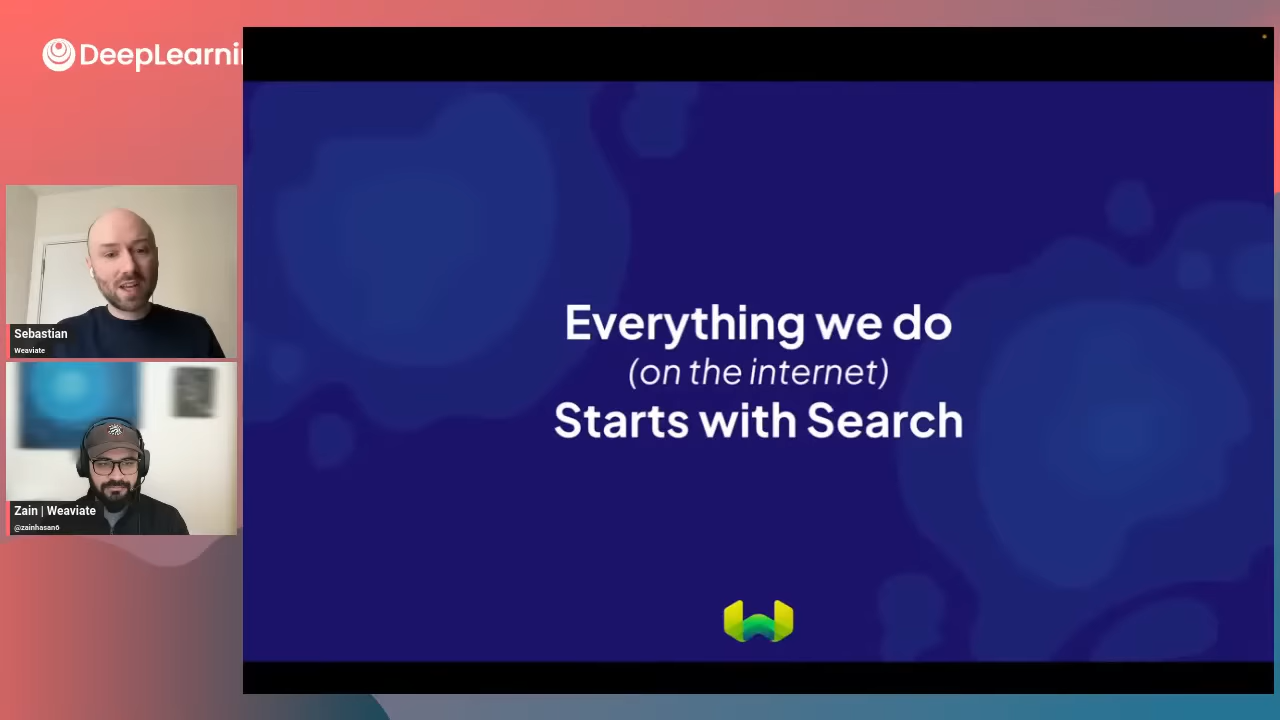 DeepLearni
Everything we do
(on the internet)
Starts with Search
Sebastian
Weaviate
Zain | Weaviate
@zainhasan6